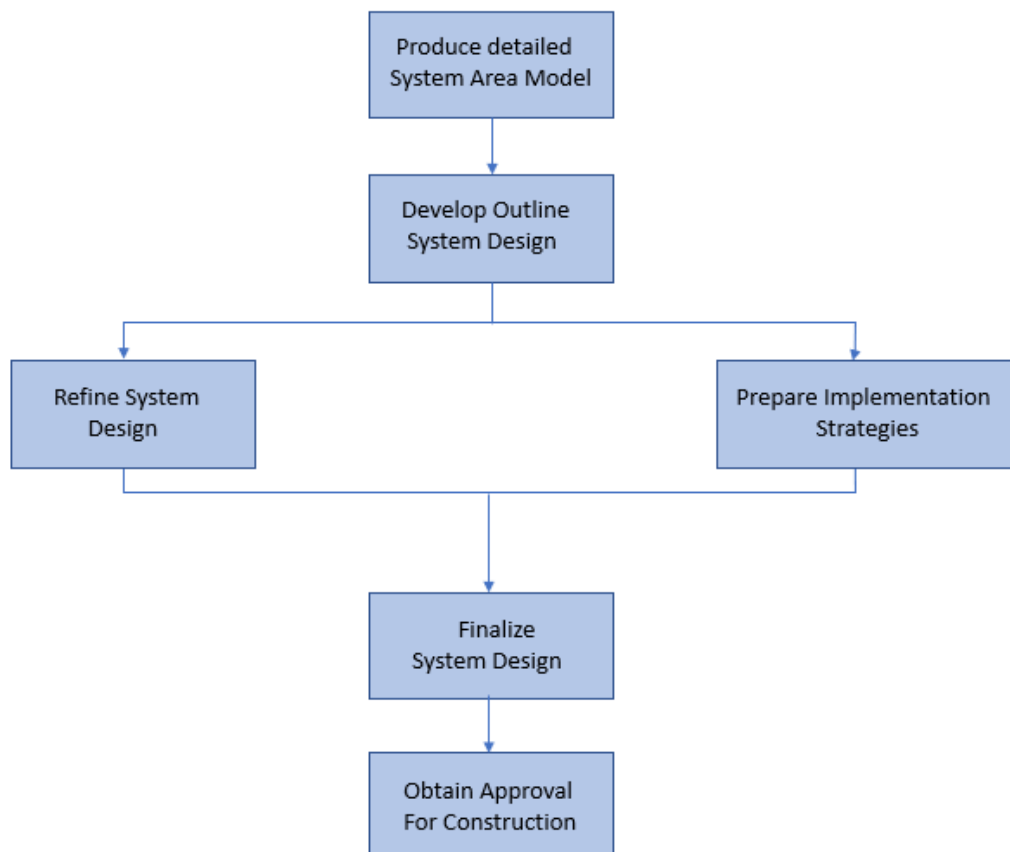 Produce detailed
System Area Model
Develop Outline
System Design
Refine System
Design
Prepare Implementation
Strategies
Finalize
System Design
Obtain Approval
For Construction